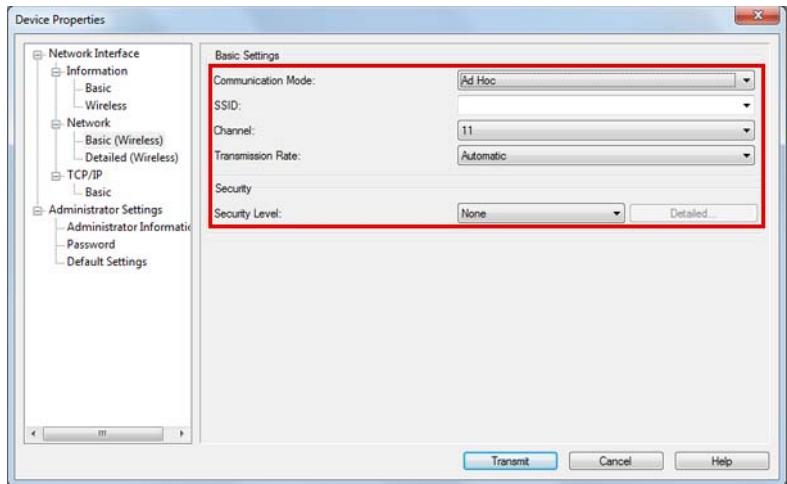 Device Properties
Network Interface
Information
Basic
Wireless
Network
Basic (Wireless)
Detailed (Wireless)
TCP/IP
Basic
Administrator Settings
Administrator Informatic
Password
Default Settings
Basic Settings
Communication Mode: Ad Hoc
SSID:
Channel: 11
Transmission Rate: Automatic
Security
Security Level: None Detailed...
Transmit Cancel Help